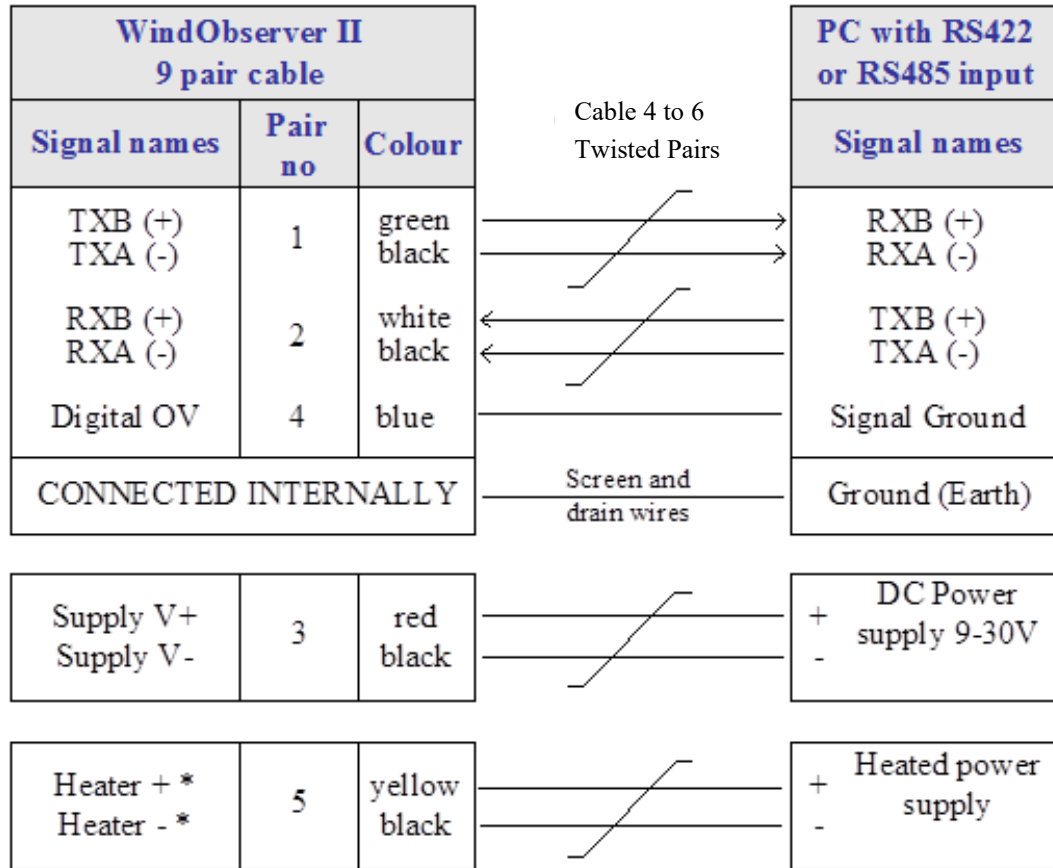 WindObserver II
9 pair cable
PC with RS422
or RS485 input
Cable 4 to 6
Twisted Pairs
Signal names
Pair
no
Colour
Signal names
TXB (+)
TXA (-)
1
green
black
RXB (+)
RXA (-)
RXB (+)
RXA (-)
2
white
black
TXB (+)
TXA (-)
Digital OV
4
blue
Signal Ground
CONNECTED INTERNALLY
Screen and
drain wires
Ground (Earth)
Supply V+
Supply V-
3
red
black
+
-
DC Power
supply 9-30V
Heater + *
Heater - *
5
yellow
black
+
-
Heated power
supply